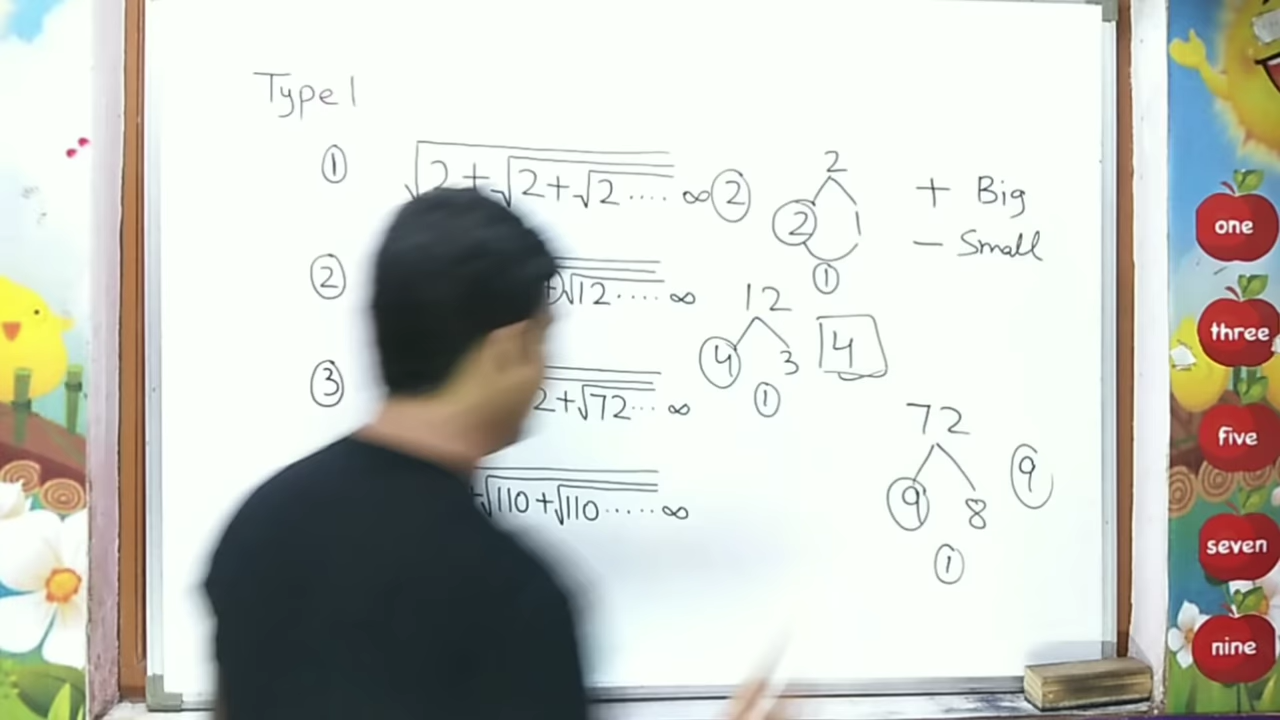 Type 1
① √2+√2+√2.... ∞ ②
2
② 1
①
+ Big
- Small
② +√12.... ∞
12
④ 3
①
4
③ 2+√72... ∞
72
⑨ 8
①
⑨
+√110+√110..... ∞
one
three
five
seven
nine